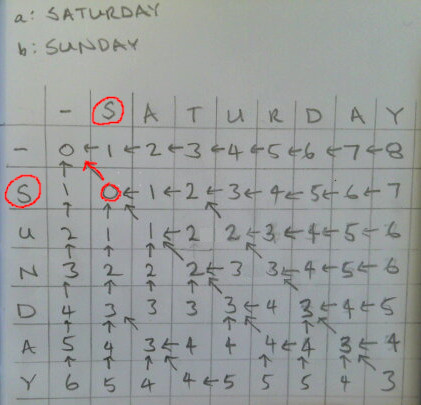 a: SATURDAY
b: SUNDAY
- S A T U R D A Y
- 0 ← 1 ← 2 ← 3 ← 4 ← 5 ← 6 ← 7 ← 8
S 1 0 ← 1 ← 2 ← 3 ← 4 ← 5 ← 6 ← 7
U 2 1 1 ← 2 2 ← 3 ← 4 ← 5 ← 6
N 3 2 2 2 ← 3 3 ← 4 ← 5 ← 6
D 4 3 3 3 3 ← 4 3 ← 4 ← 5
A 5 4 3 ← 4 4 4 ← 4 3 ← 4
Y 6 5 4 4 ← 5 5 5 4 3